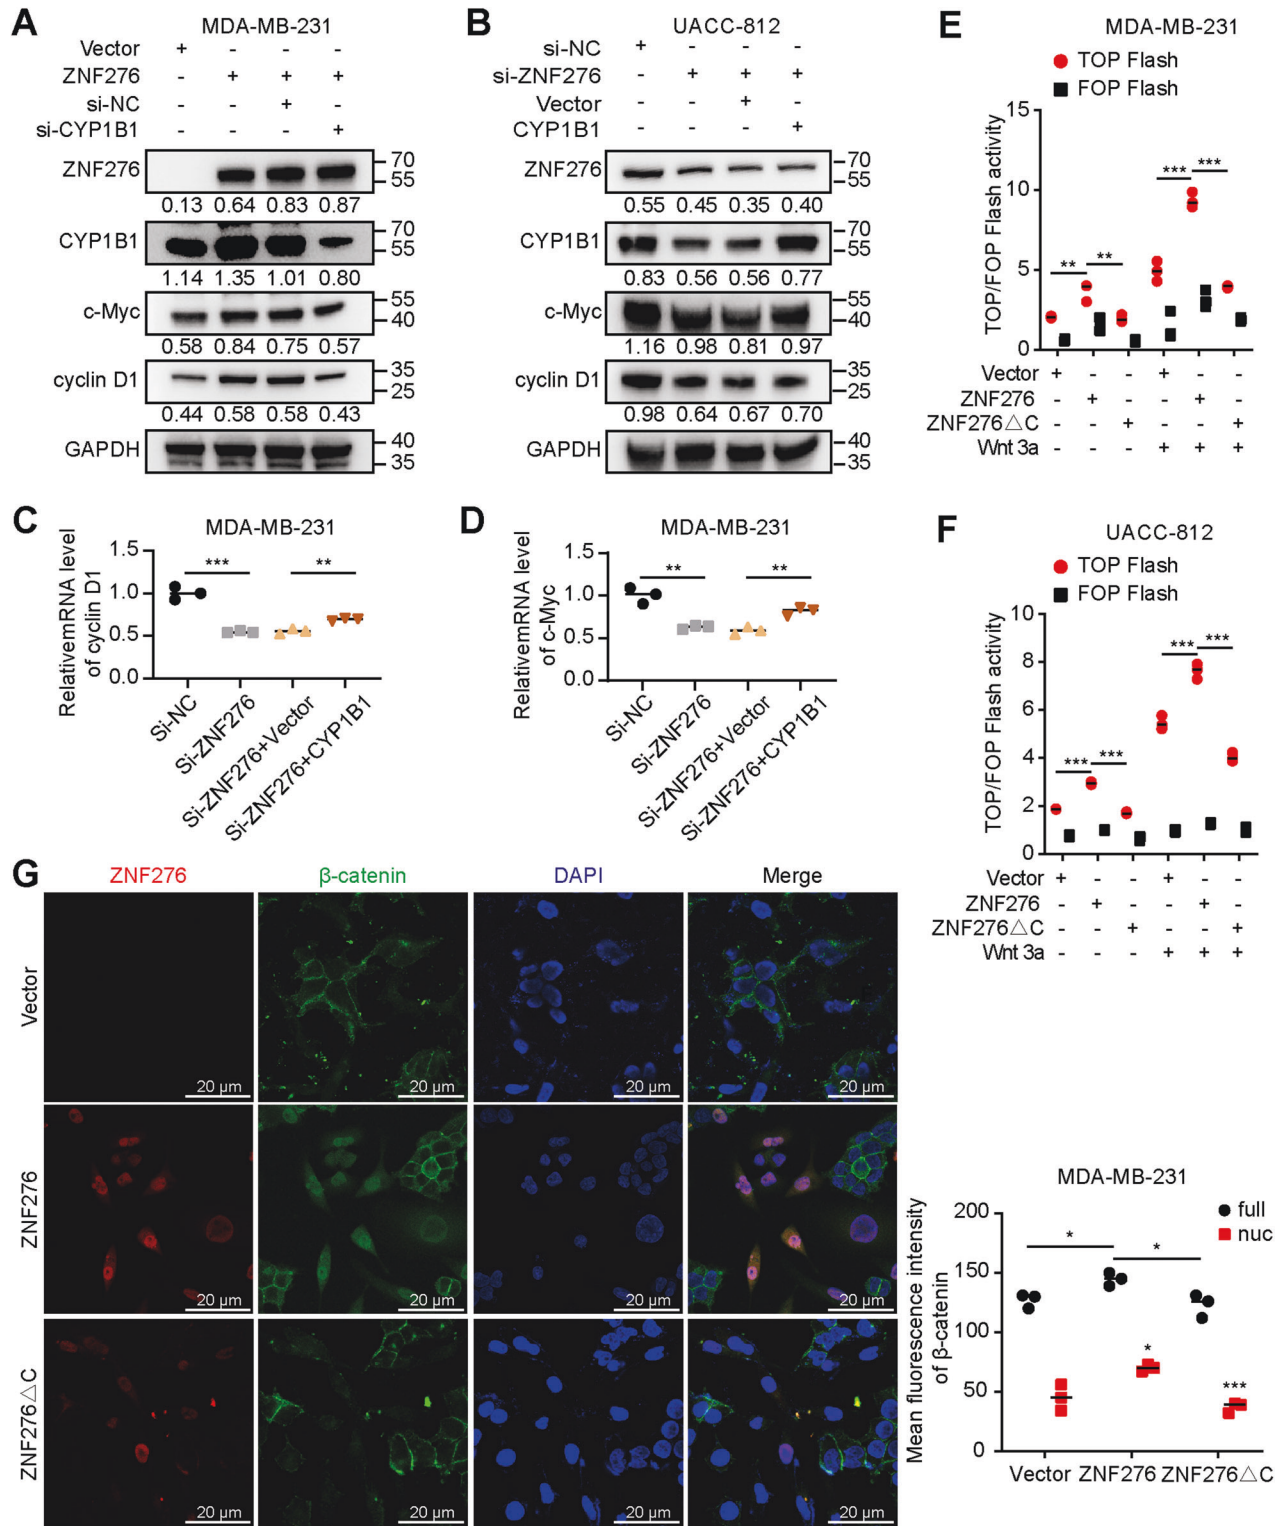 A
MDA-MB-231
Vector + - - -
ZNF276 - + + +
si-NC - - + -
si-CYP1B1 - - - +
ZNF276
70
55
0.13 0.64 0.83 0.87
CYP1B1
70
55
1.14 1.35 1.01 0.80
c-Myc
55
40
0.58 0.84 0.75 0.57
cyclin D1
35
25
0.44 0.58 0.58 0.43
GAPDH
40
35
B
UACC-812
si-NC + - - -
si-ZNF276 - + + +
Vector - - + -
CYP1B1 - - - +
ZNF276
70
55
0.55 0.45 0.35 0.40
CYP1B1
70
55
0.83 0.56 0.56 0.77
c-Myc
55
40
1.16 0.98 0.81 0.97
cyclin D1
35
25
0.98 0.64 0.67 0.70
GAPDH
40
35
C
MDA-MB-231
RelativemRNA level
of cyclin D1
1.5
1.0
0.5
0.0
*** **
Si-NC
Si-ZNF276
Si-ZNF276+Vector
Si-ZNF276+CYP1B1
D
MDA-MB-231
RelativemRNA level
of c-Myc
1.5
1.0
0.5
0.0
** **
Si-NC
Si-ZNF276
Si-ZNF276+Vector
Si-ZNF276+CYP1B1
E
MDA-MB-231
TOP Flash
FOP Flash
TOP/FOP Flash activity
15
10
5
0
** ** *** ***
Vector + - - + - -
ZNF276 - + - - + -
ZNF276△C - - + - - +
Wnt 3a - - - + + +
F
UACC-812
TOP Flash
FOP Flash
TOP/FOP Flash activity
10
8
6
4
2
0
*** *** *** ***
Vector + - - + - -
ZNF276 - + - - + -
ZNF276△C - - + - - +
Wnt 3a - - - + + +
G
ZNF276 β-catenin DAPI Merge
Vector
20 µm 20 µm 20 µm 20 µm
ZNF276
20 µm 20 µm 20 µm 20 µm
ZNF276△C
20 µm 20 µm 20 µm 20 µm
MDA-MB-231
full
nuc
Mean fluorescence intensity
of β-catenin
200
150
100
50
0
* *
* ***
Vector ZNF276 ZNF276△C